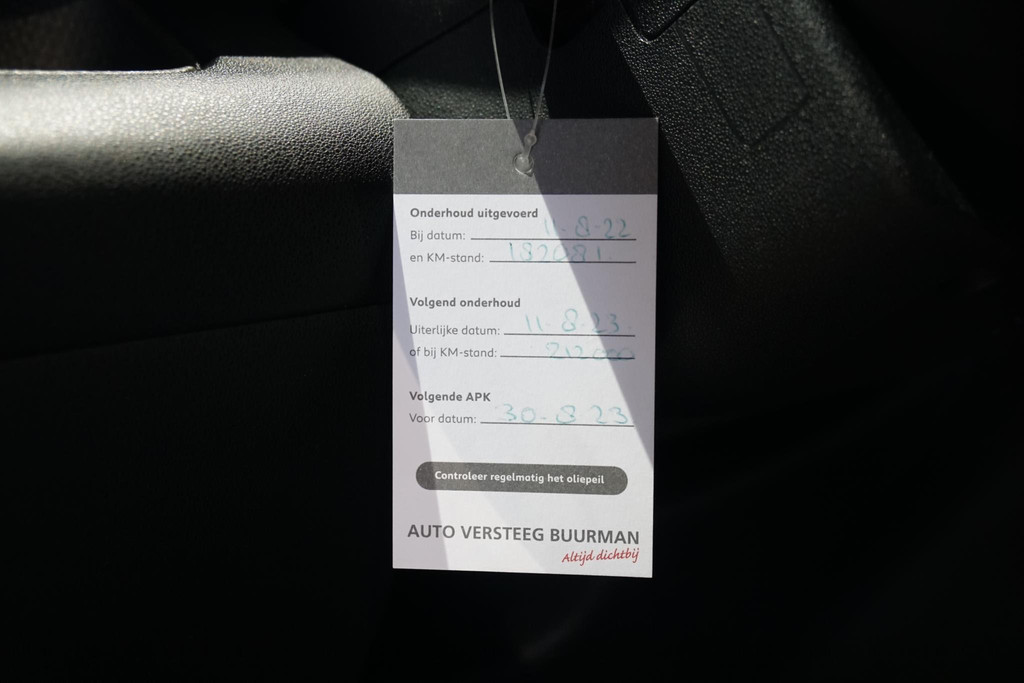 Onderhoud uitgevoerd
Bij datum: 11-8-22
en KM-stand: 182081
Volgend onderhoud
Uiterlijke datum: 11-8-23.
of bij KM-stand: 212000
Volgende APK
Voor datum: 30-8 23
Controleer regelmatig het oliepeil
AUTO VERSTEEG BUURMAN
Altijd dichtbij